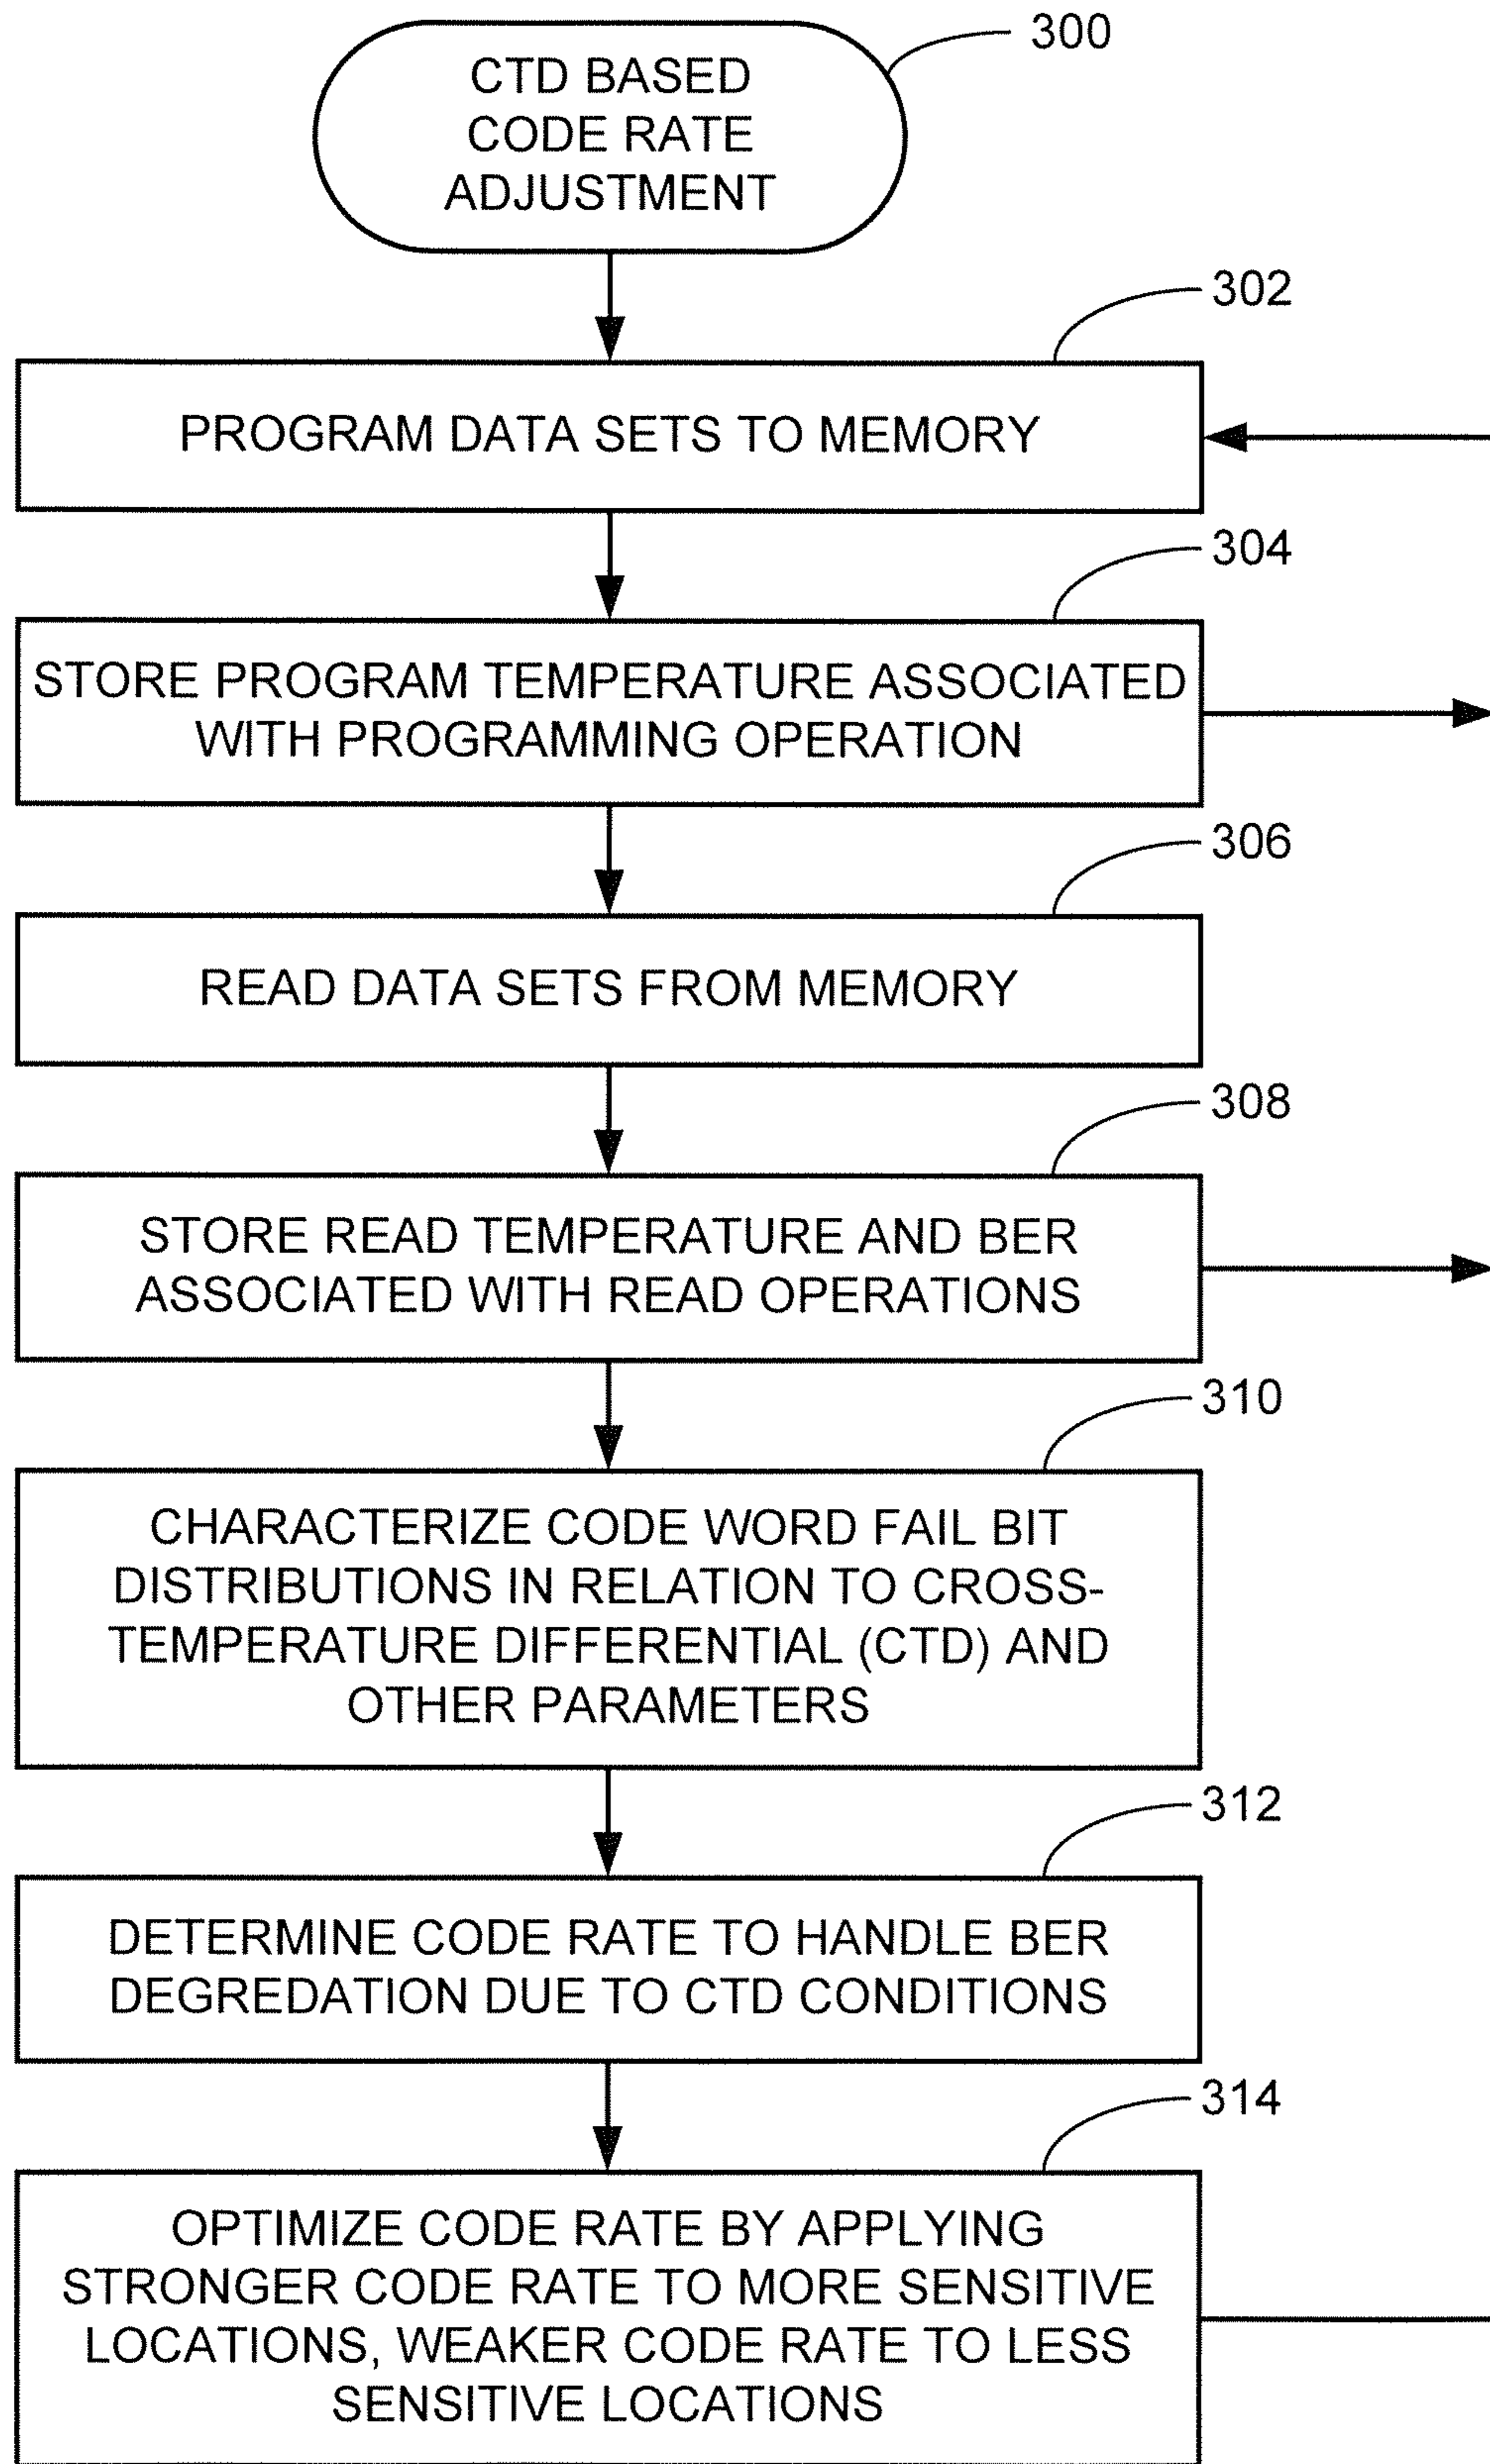 300
CTD BASED
CODE RATE
ADJUSTMENT
302
PROGRAM DATA SETS TO MEMORY
304
STORE PROGRAM TEMPERATURE ASSOCIATED
WITH PROGRAMMING OPERATION
306
READ DATA SETS FROM MEMORY
308
STORE READ TEMPERATURE AND BER
ASSOCIATED WITH READ OPERATIONS
310
CHARACTERIZE CODE WORD FAIL BIT
DISTRIBUTIONS IN RELATION TO CROSS-
TEMPERATURE DIFFERENTIAL (CTD) AND
OTHER PARAMETERS
312
DETERMINE CODE RATE TO HANDLE BER
DEGREDATION DUE TO CTD CONDITIONS
314
OPTIMIZE CODE RATE BY APPLYING
STRONGER CODE RATE TO MORE SENSITIVE
LOCATIONS, WEAKER CODE RATE TO LESS
SENSITIVE LOCATIONS